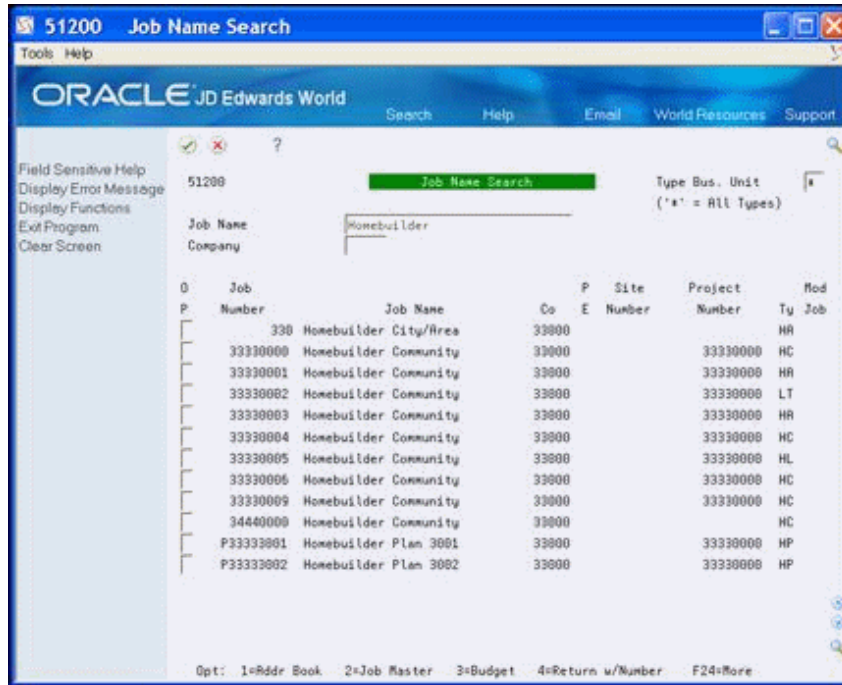 51200 Job Name Search
Tools Help
ORACLE JD Edwards World
Search Help Email World Resources Support
?
Field Sensitive Help
Display Error Message
Display Functions
Exit Program
Clear Screen
51200 Job Name Search Type Bus. Unit *
('*' = All Types)
Job Name Homebuilder
Company
O Job P Site Project Mod
P Number Job Name Co E Number Number Ty Job
330 Homebuilder City/Area 33000 HA
33330000 Homebuilder Community 33000 33330000 HC
33330001 Homebuilder Community 33000 33330000 HA
33330002 Homebuilder Community 33000 33330000 LT
33330003 Homebuilder Community 33000 33330000 HA
33330004 Homebuilder Community 33000 33330000 HC
33330005 Homebuilder Community 33000 33330000 HL
33330006 Homebuilder Community 33000 33330000 HC
33330009 Homebuilder Community 33000 33330000 HC
34440000 Homebuilder Community 33000 HC
P33333001 Homebuilder Plan 3001 33000 33330000 HP
P33333002 Homebuilder Plan 3002 33000 33330000 HP
Opt: 1=Addr Book 2=Job Master 3=Budget 4=Return w/Number F24=More